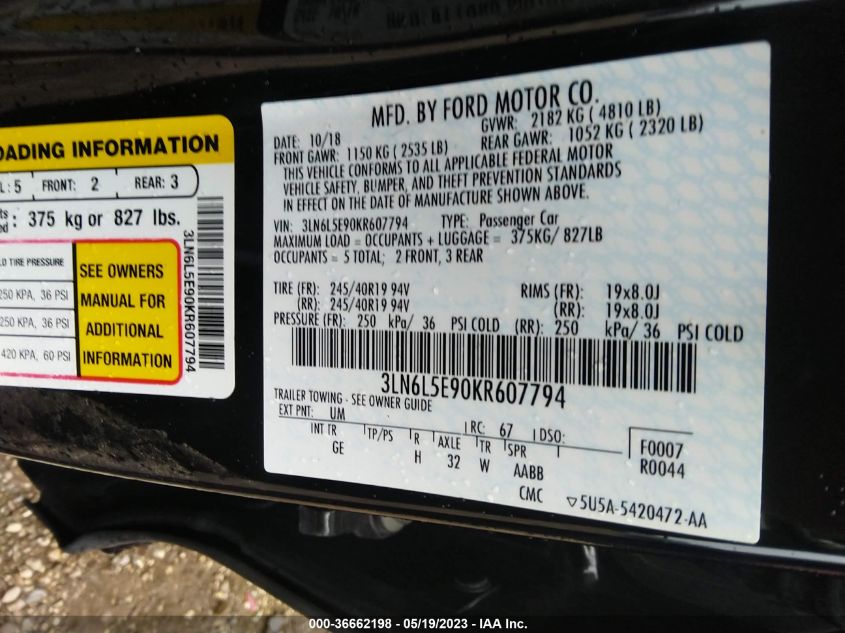 OADING INFORMATION
L : 5 FRONT: 2 REAR: 3
ts
ed : 375 kg or 827 lbs.
LD TIRE PRESSURE
250 KPA, 36 PSI
250 KPA, 36 PSI
420 KPA, 60 PSI
SEE OWNERS
MANUAL FOR
ADDITIONAL
INFORMATION
3LN6L5E90KR607794
MFD. BY FORD MOTOR CO.
DATE: 10/18 GVWR: 2182 KG ( 4810 LB)
FRONT GAWR: 1150 KG ( 2535 LB) REAR GAWR: 1052 KG ( 2320 LB)
THIS VEHICLE CONFORMS TO ALL APPLICABLE FEDERAL MOTOR
VEHICLE SAFETY, BUMPER, AND THEFT PREVENTION STANDARDS
IN EFFECT ON THE DATE OF MANUFACTURE SHOWN ABOVE.
VIN: 3LN6L5E90KR607794 TYPE: Passenger Car
MAXIMUM LOAD = OCCUPANTS + LUGGAGE = 375KG/ 827LB
OCCUPANTS = 5 TOTAL; 2 FRONT, 3 REAR
TIRE (FR): 245/40R19 94V RIMS (FR): 19x8.0J
(RR): 245/40R19 94V (RR): 19x8.0J
PRESSURE (FR): 250 kPa/ 36 PSI COLD (RR): 250 kPa/ 36 PSI COLD
3LN6L5E90KR607794
TRAILER TOWING - SEE OWNER GUIDE
EXT PNT: UM RC: 67 DSO:
INT TR TP/PS R AXLE TR SPR
GE H 32 W AABB
CMC
F0007
R0044
▽5U5A-5420472-AA
000-36662198 - 05/19/2023 - IAA Inc.